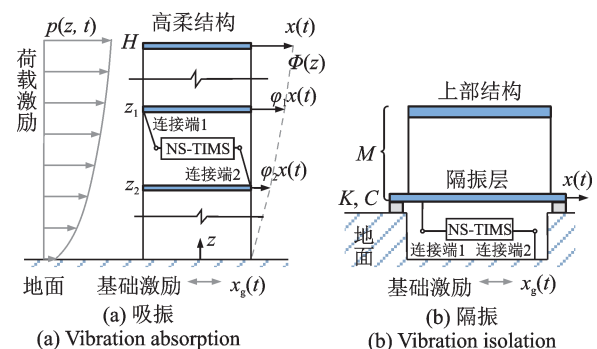 p(z, t)
荷载激励
高柔结构
H
x(t)
Φ(z)
z₁
φ₁x(t)
连接端1
NS-TIMS
连接端2
z₂
φ₂x(t)
z
地面
基础激励
xg(t)
(a) 吸振
(a) Vibration absorption
上部结构
M
隔振层
x(t)
K, C
NS-TIMS
地面
连接端1 连接端2
基础激励
xg(t)
(b) 隔振
(b) Vibration isolation